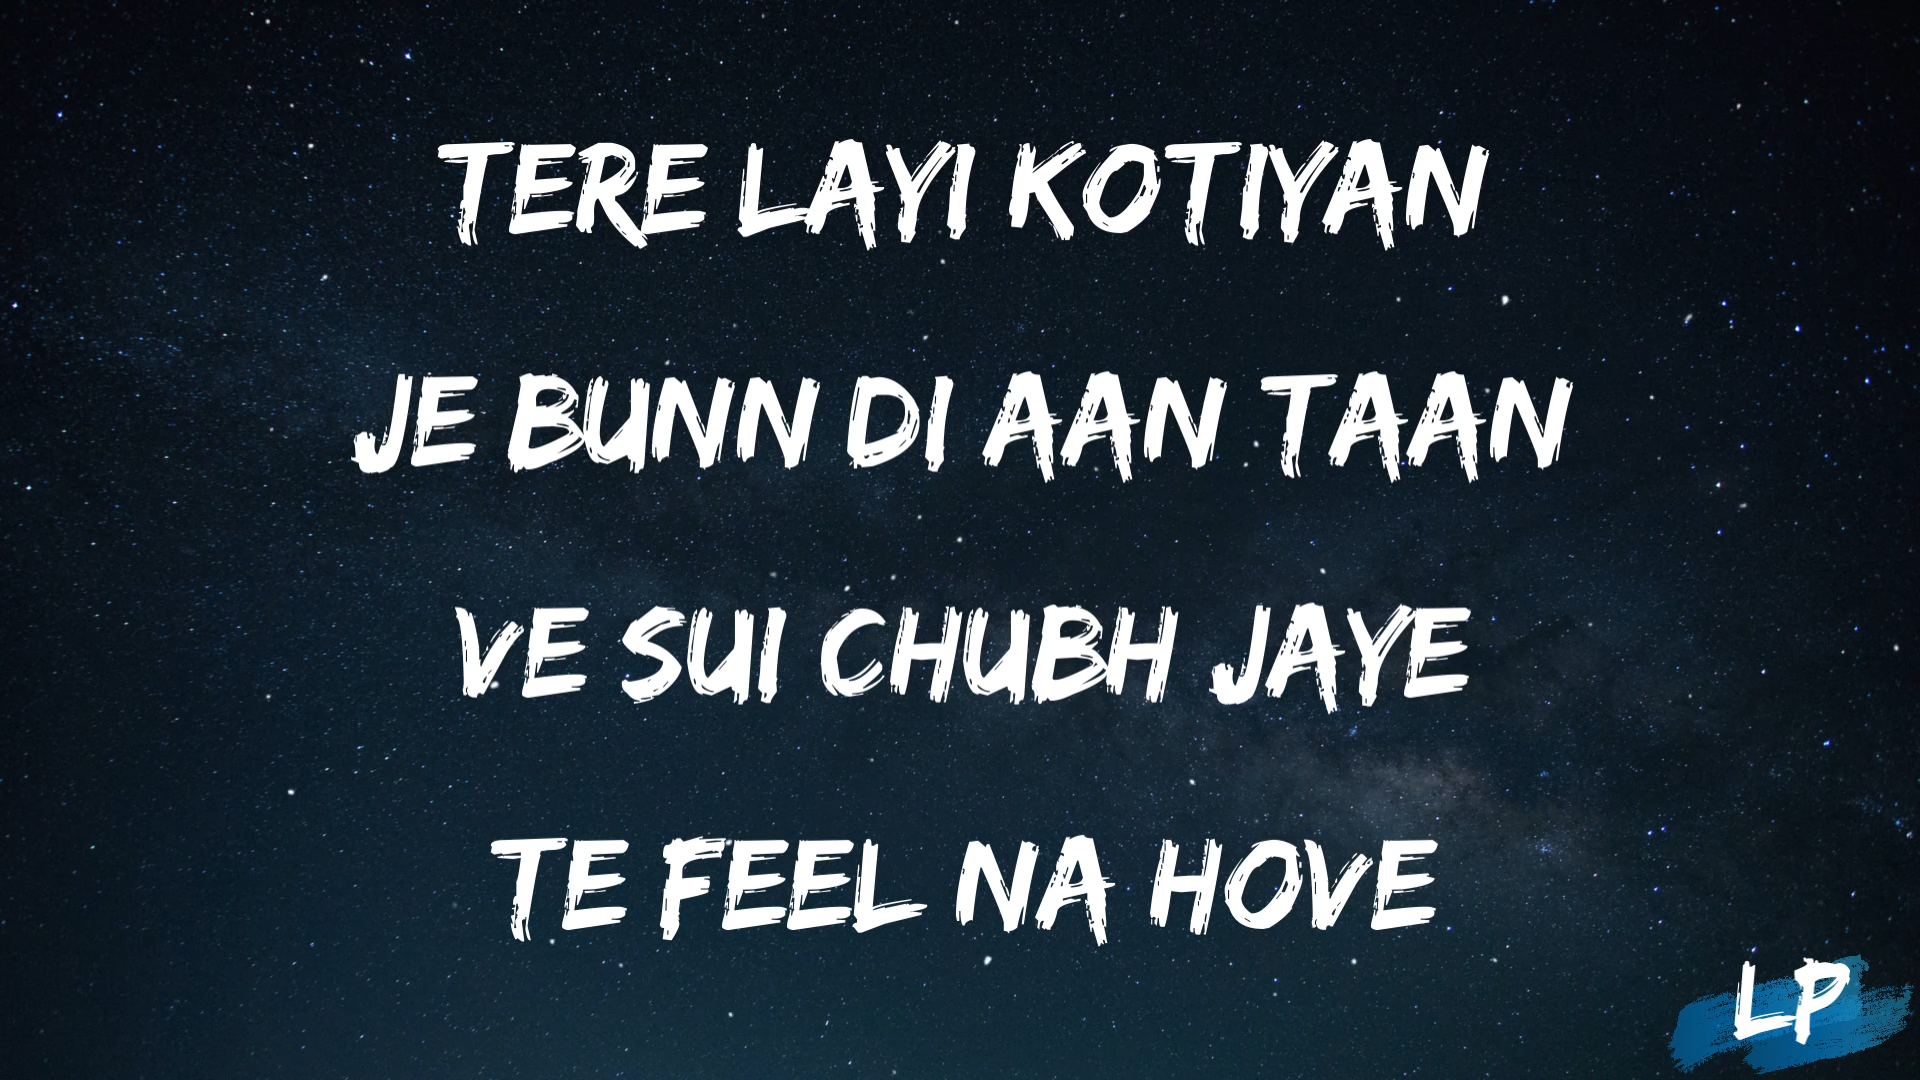 TERE LAYI KOTIYAN
JE BUNN DI AAN TAAN
VE SUI CHUBH JAYE
TE FEEL NA HOVE
LP